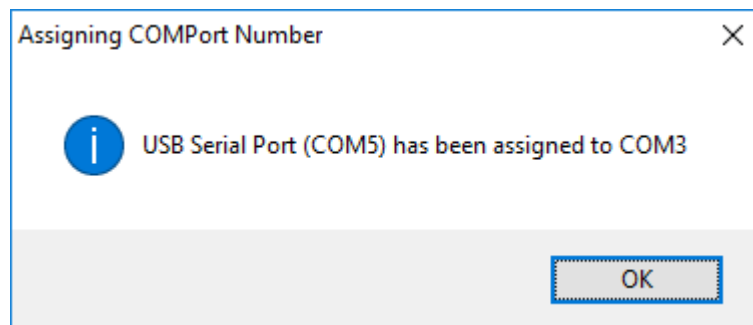 Assigning COMPort Number
USB Serial Port (COM5) has been assigned to COM3
OK